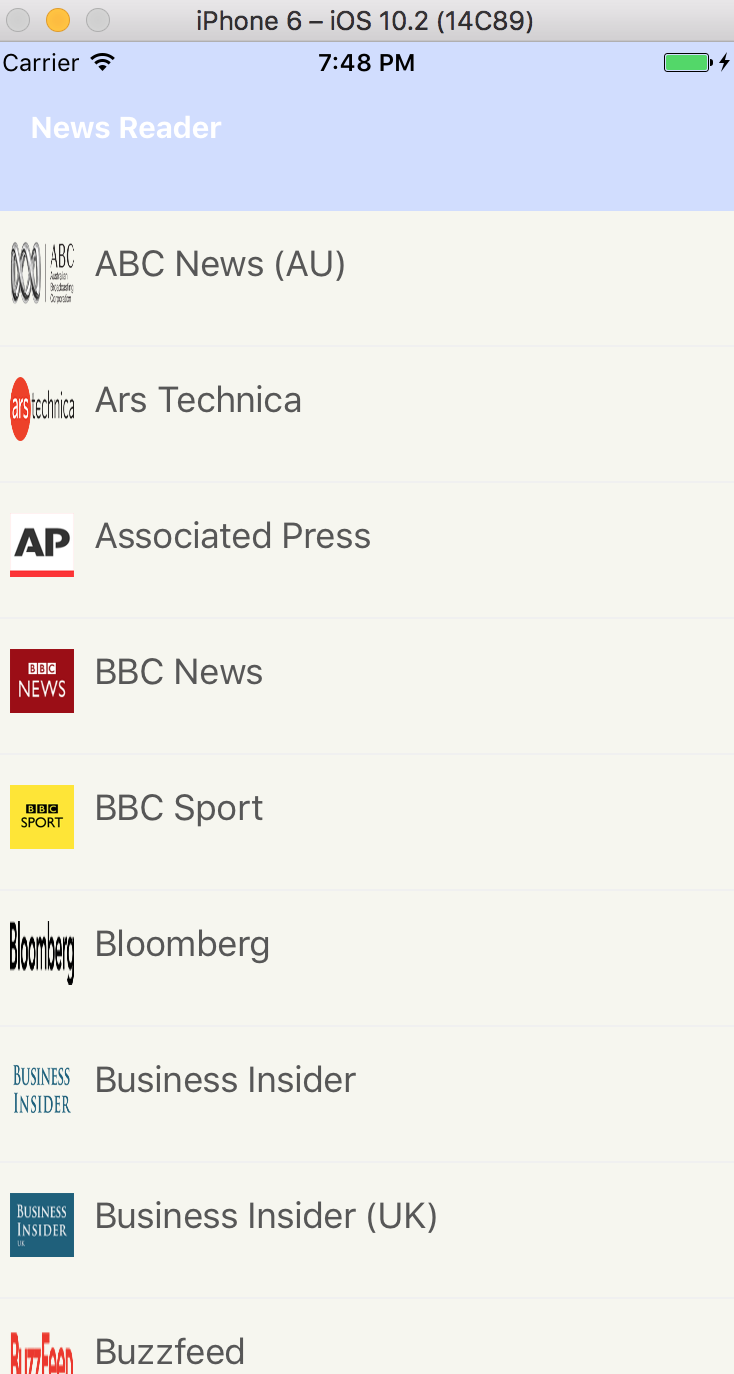 iPhone 6 – iOS 10.2 (14C89)
Carrier 7:48 PM
News Reader
ABC
Australian
Broadcasting
Corporation
ABC News (AU)
ars technica
Ars Technica
AP
Associated Press
BBC
NEWS
BBC News
BBC
SPORT
BBC Sport
Bloomberg
Bloomberg
BUSINESS
INSIDER
Business Insider
BUSINESS
INSIDER
UK
Business Insider (UK)
BuzzFeed
Buzzfeed